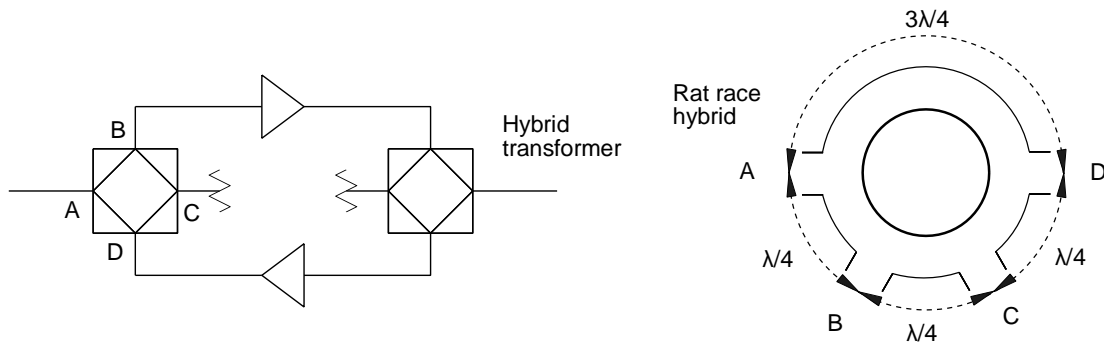 B
A
C
D
Hybrid
transformer
3λ/4
Rat race
hybrid
A
D
λ/4
λ/4
B
C
λ/4